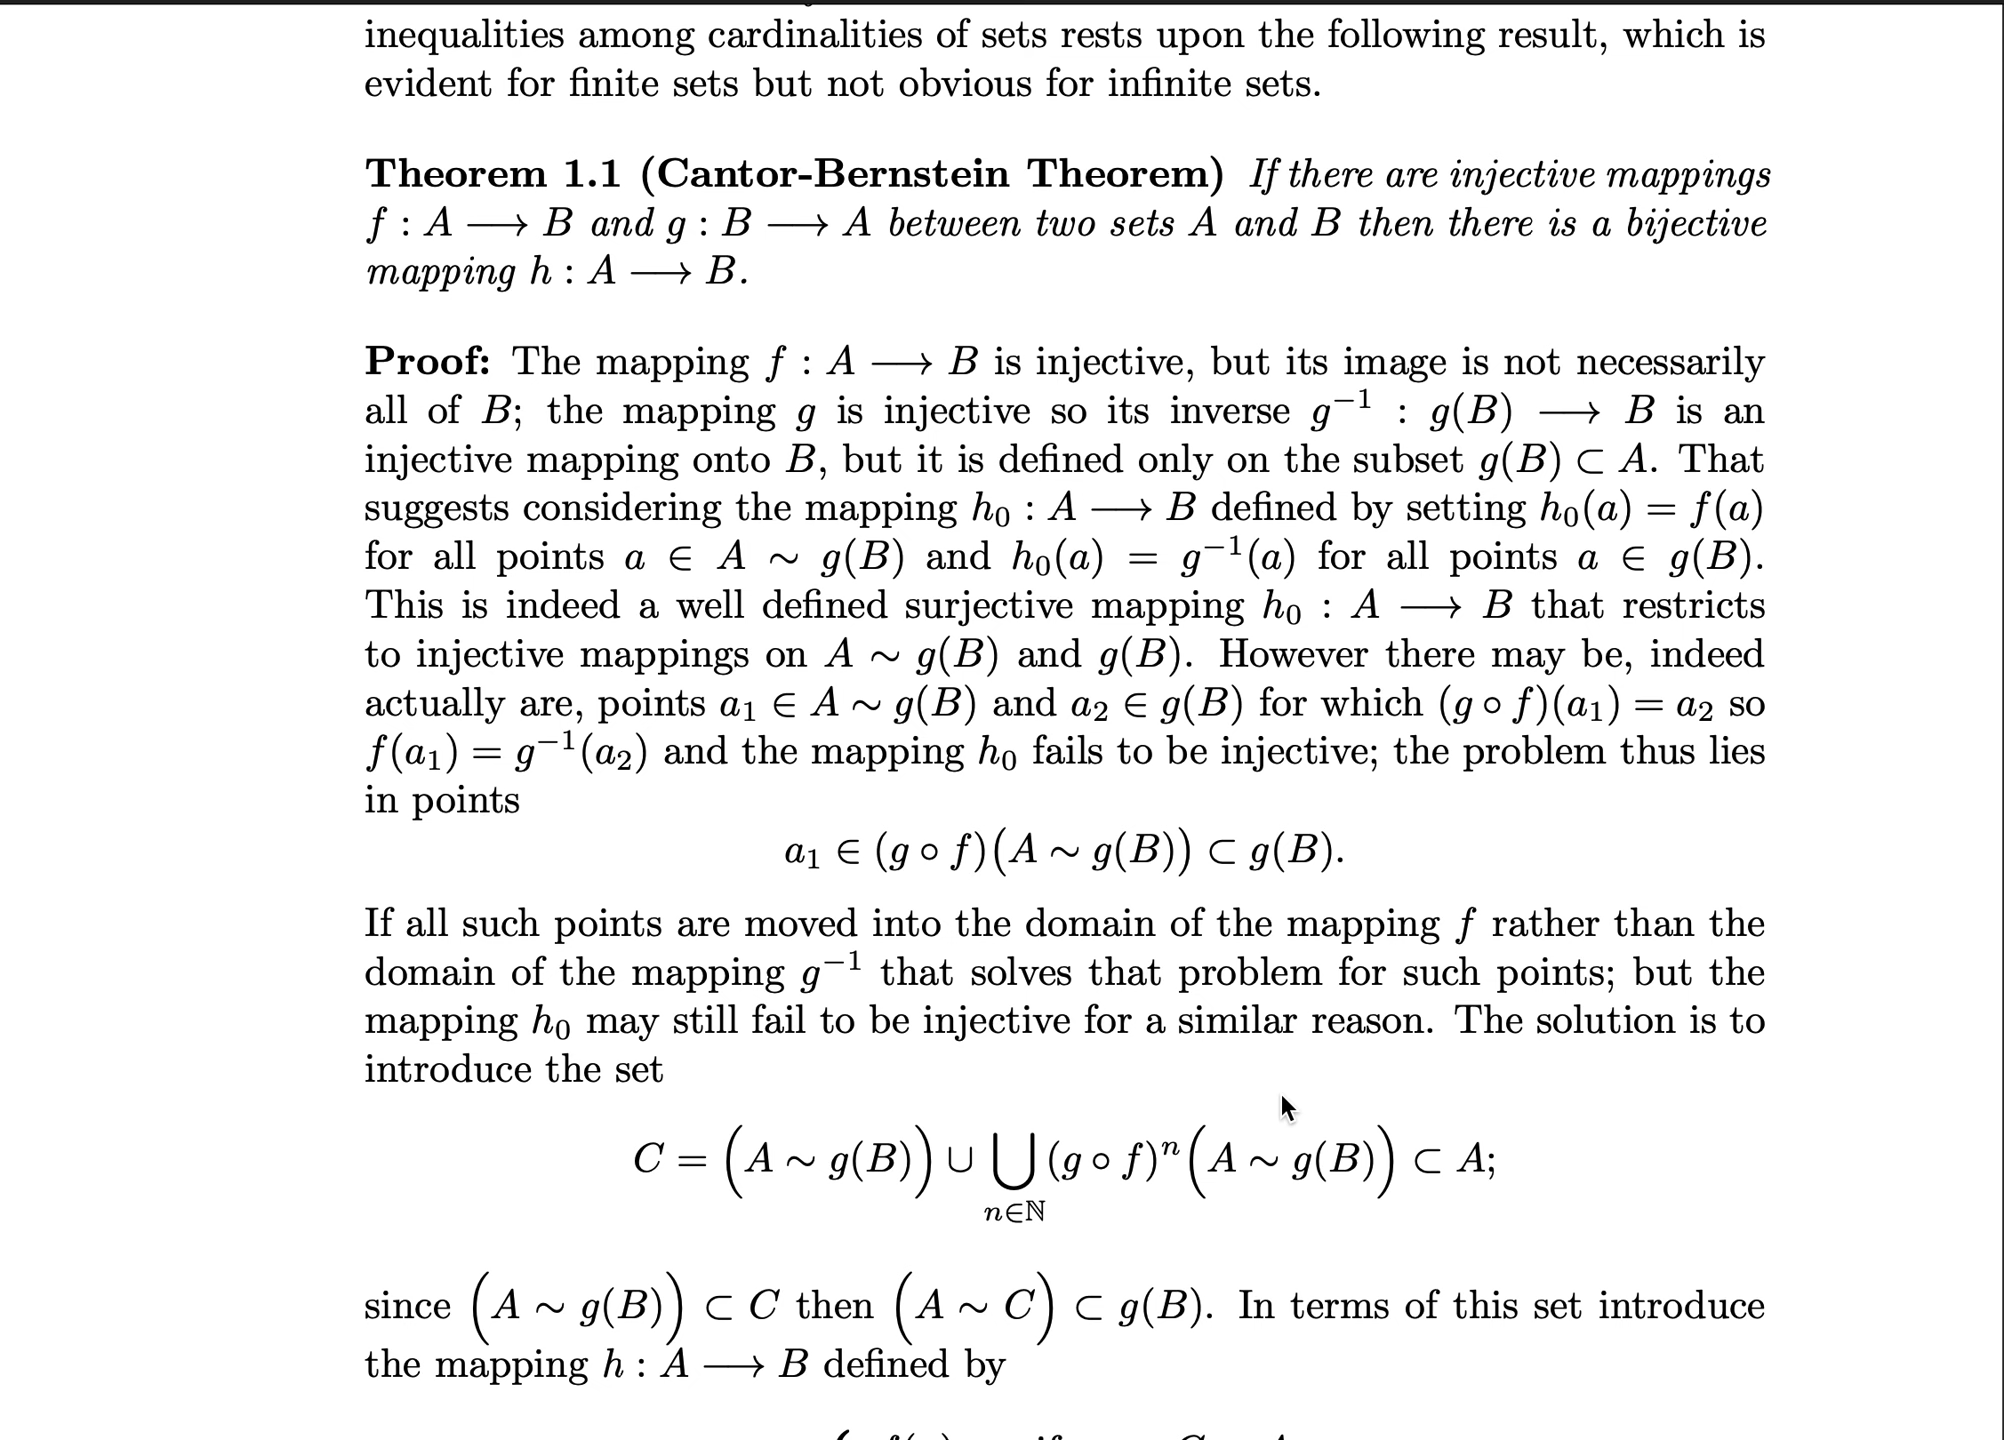 inequalities among cardinalities of sets rests upon the following result, which is
evident for finite sets but not obvious for infinite sets.
Theorem 1.1 (Cantor-Bernstein Theorem) If there are injective mappings
f : A ⟶ B and g : B ⟶ A between two sets A and B then there is a bijective
mapping h : A ⟶ B.
Proof: The mapping f : A ⟶ B is injective, but its image is not necessarily
all of B; the mapping g is injective so its inverse g⁻¹ : g(B) ⟶ B is an
injective mapping onto B, but it is defined only on the subset g(B) ⊂ A. That
suggests considering the mapping h₀ : A ⟶ B defined by setting h₀(a) = f(a)
for all points a ∈ A ∼ g(B) and h₀(a) = g⁻¹(a) for all points a ∈ g(B).
This is indeed a well defined surjective mapping h₀ : A ⟶ B that restricts
to injective mappings on A ∼ g(B) and g(B). However there may be, indeed
actually are, points a₁ ∈ A ∼ g(B) and a₂ ∈ g(B) for which (g ∘ f)(a₁) = a₂ so
f(a₁) = g⁻¹(a₂) and the mapping h₀ fails to be injective; the problem thus lies
in points
a₁ ∈ (g ∘ f)(A ∼ g(B)) ⊂ g(B).
If all such points are moved into the domain of the mapping f rather than the
domain of the mapping g⁻¹ that solves that problem for such points; but the
mapping h₀ may still fail to be injective for a similar reason. The solution is to
introduce the set
C = (A ∼ g(B)) ∪ ⋃_{n∈ℕ} (g ∘ f)ⁿ(A ∼ g(B)) ⊂ A;
since (A ∼ g(B)) ⊂ C then (A ∼ C) ⊂ g(B). In terms of this set introduce
the mapping h : A ⟶ B defined by